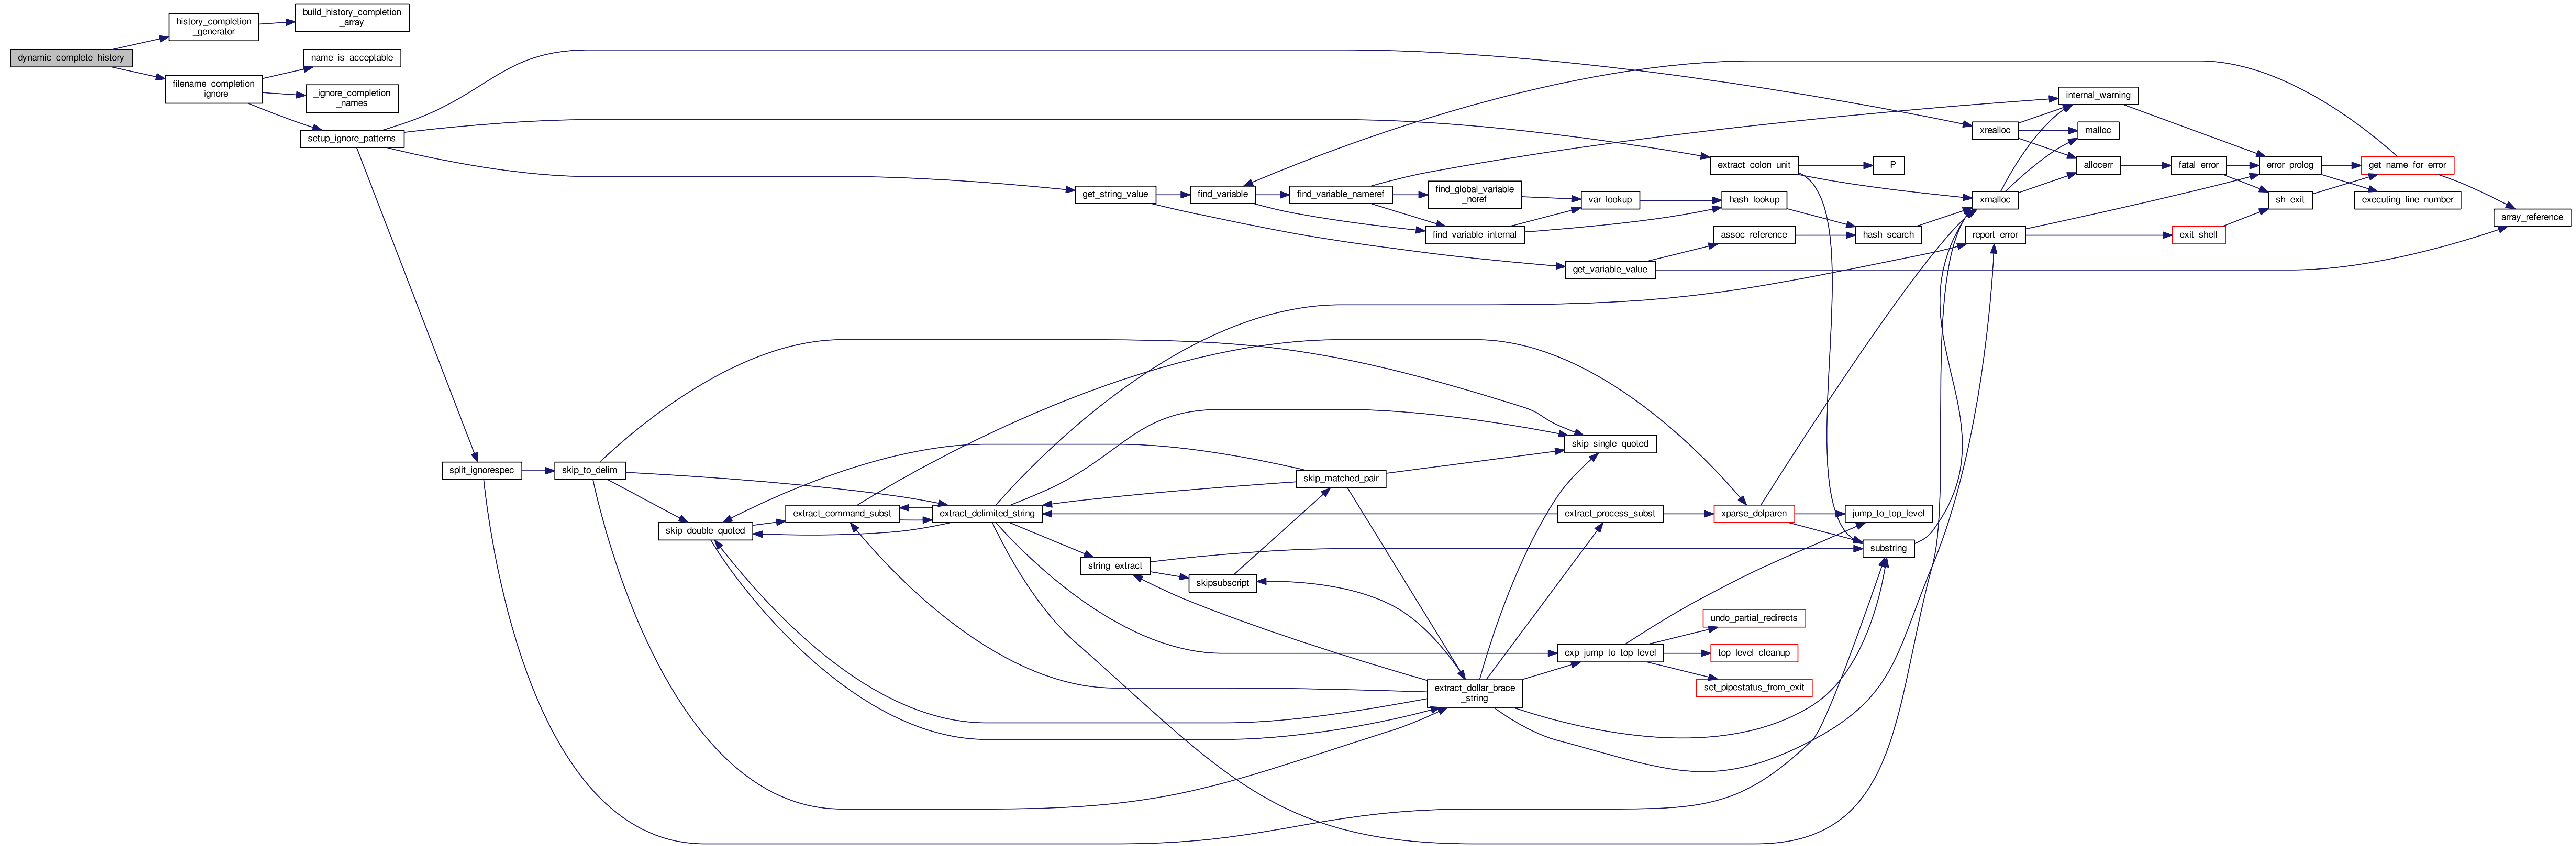 dynamic_complete_history
history_completion
_generator
build_history_completion
_array
filename_completion
_ignore
name_is_acceptable
_ignore_completion
_names
setup_ignore_patterns
get_string_value
find_variable
find_variable_nameref
find_global_variable
_noref
find_variable_internal
var_lookup
hash_lookup
get_variable_value
assoc_reference
hash_search
extract_colon_unit
__P
xrealloc
xmalloc
internal_warning
malloc
allocerr
fatal_error
error_prolog
sh_exit
get_name_for_error
executing_line_number
array_reference
report_error
exit_shell
split_ignorespec
skip_to_delim
skip_double_quoted
extract_command_subst
extract_delimited_string
string_extract
skipsubscript
skip_matched_pair
skip_single_quoted
extract_process_subst
xparse_dolparen
jump_to_top_level
substring
extract_dollar_brace
_string
exp_jump_to_top_level
undo_partial_redirects
top_level_cleanup
set_pipestatus_from_exit